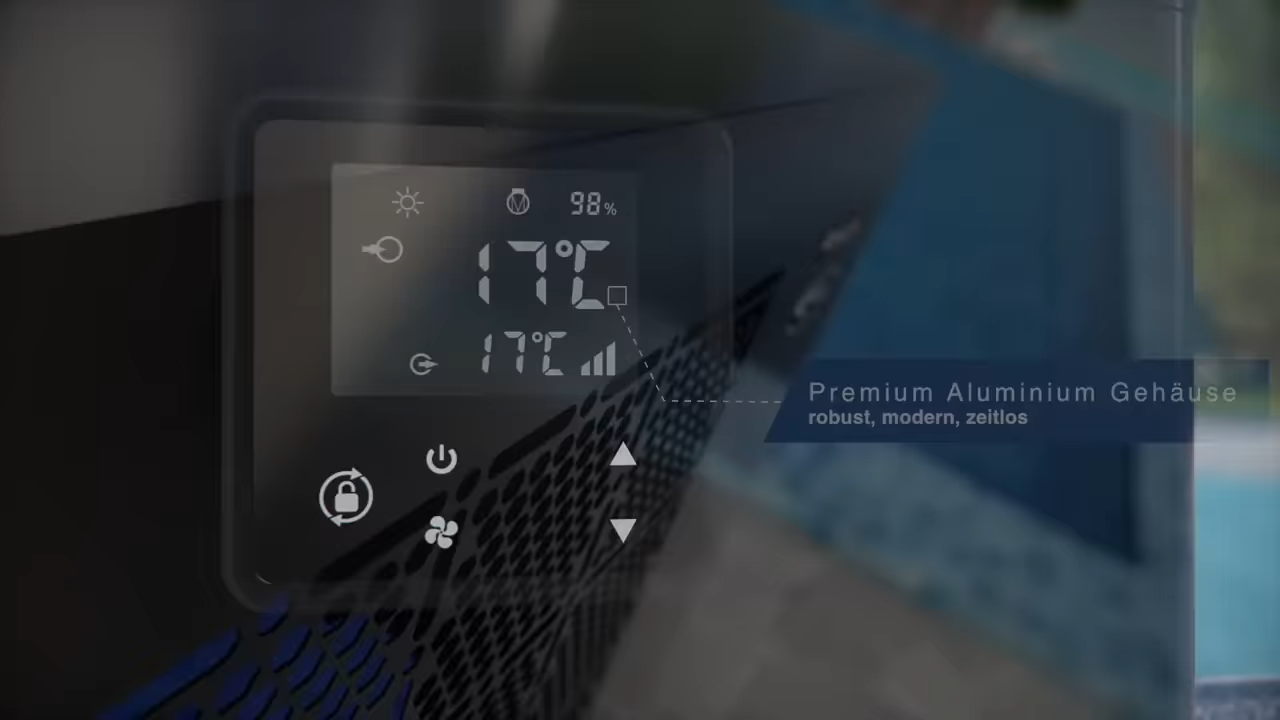 98%
17°C
17°C
Premium Aluminium Gehäuse
robust, modern, zeitlos